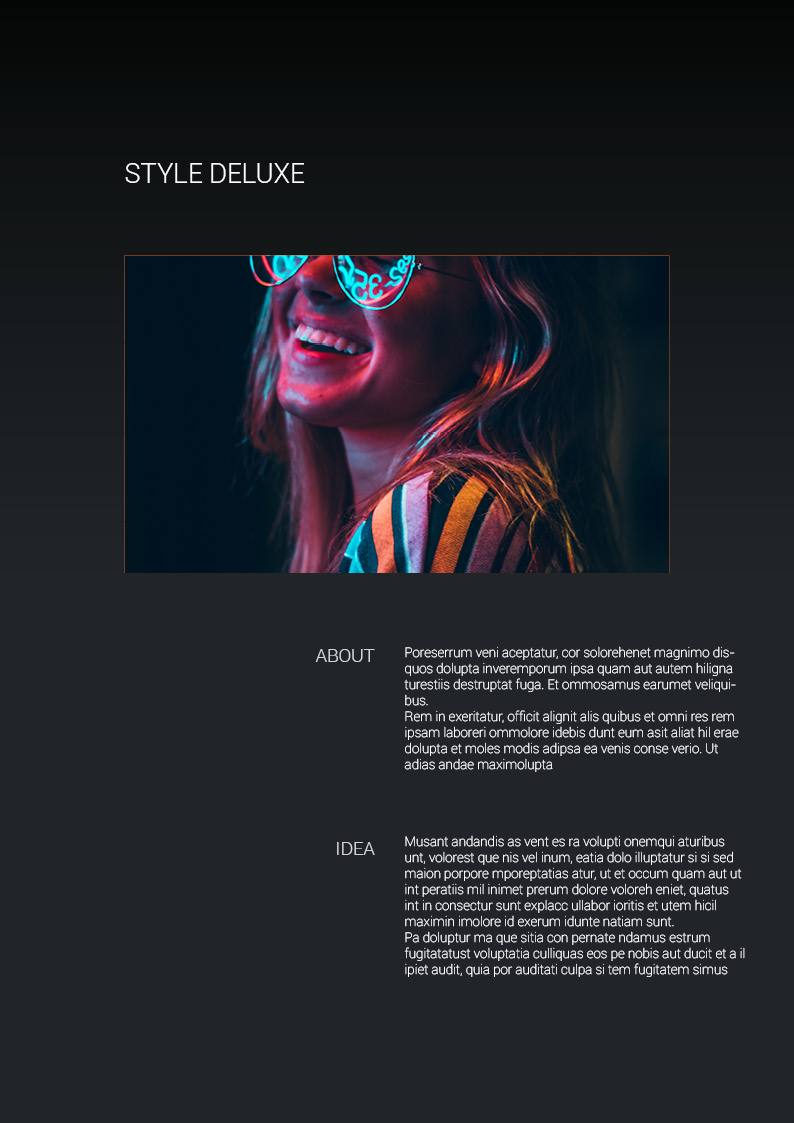 STYLE DELUXE
ABOUT
Poreserrum veni aceptatur, cor solorehenet magnimo dis-
quos dolupta inveremporum ipsa quam aut autem hiligna
turestiis destruptat fuga. Et ommosamus earumet veliqui-
bus.
Rem in exeritatur, officit alignit alis quibus et omni res rem
ipsam laboreri ommolore idebis dunt eum asit aliat hil erae
dolupta et moles modis adipsa ea venis conse verio. Ut
adias andae maximolupta
IDEA
Musant andandis as vent es ra volupti onemqui aturibus
unt, volorest que nis vel inum, eatia dolo illuptatur si si sed
maion porpore mporeptatias atur, ut et occum quam aut ut
int peratiis mil inimet prerum dolore voloreh eniet, quatus
int in consectur sunt explacc ullabor ioritis et utem hicil
maximin imolore id exerum idunte natiam sunt.
Pa doluptur ma que sitia con pernate ndamus estrum
fugitatatust voluptatia culliquas eos pe nobis aut ducit et a il
ipiet audit, quia por auditati culpa si tem fugitatem simus